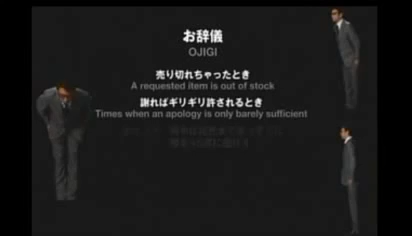 お辞儀
OJIGI
売り切れちゃったとき
A requested item is out of stock
謝ればギリギリ許されるとき
Times when an apology is only barely sufficient